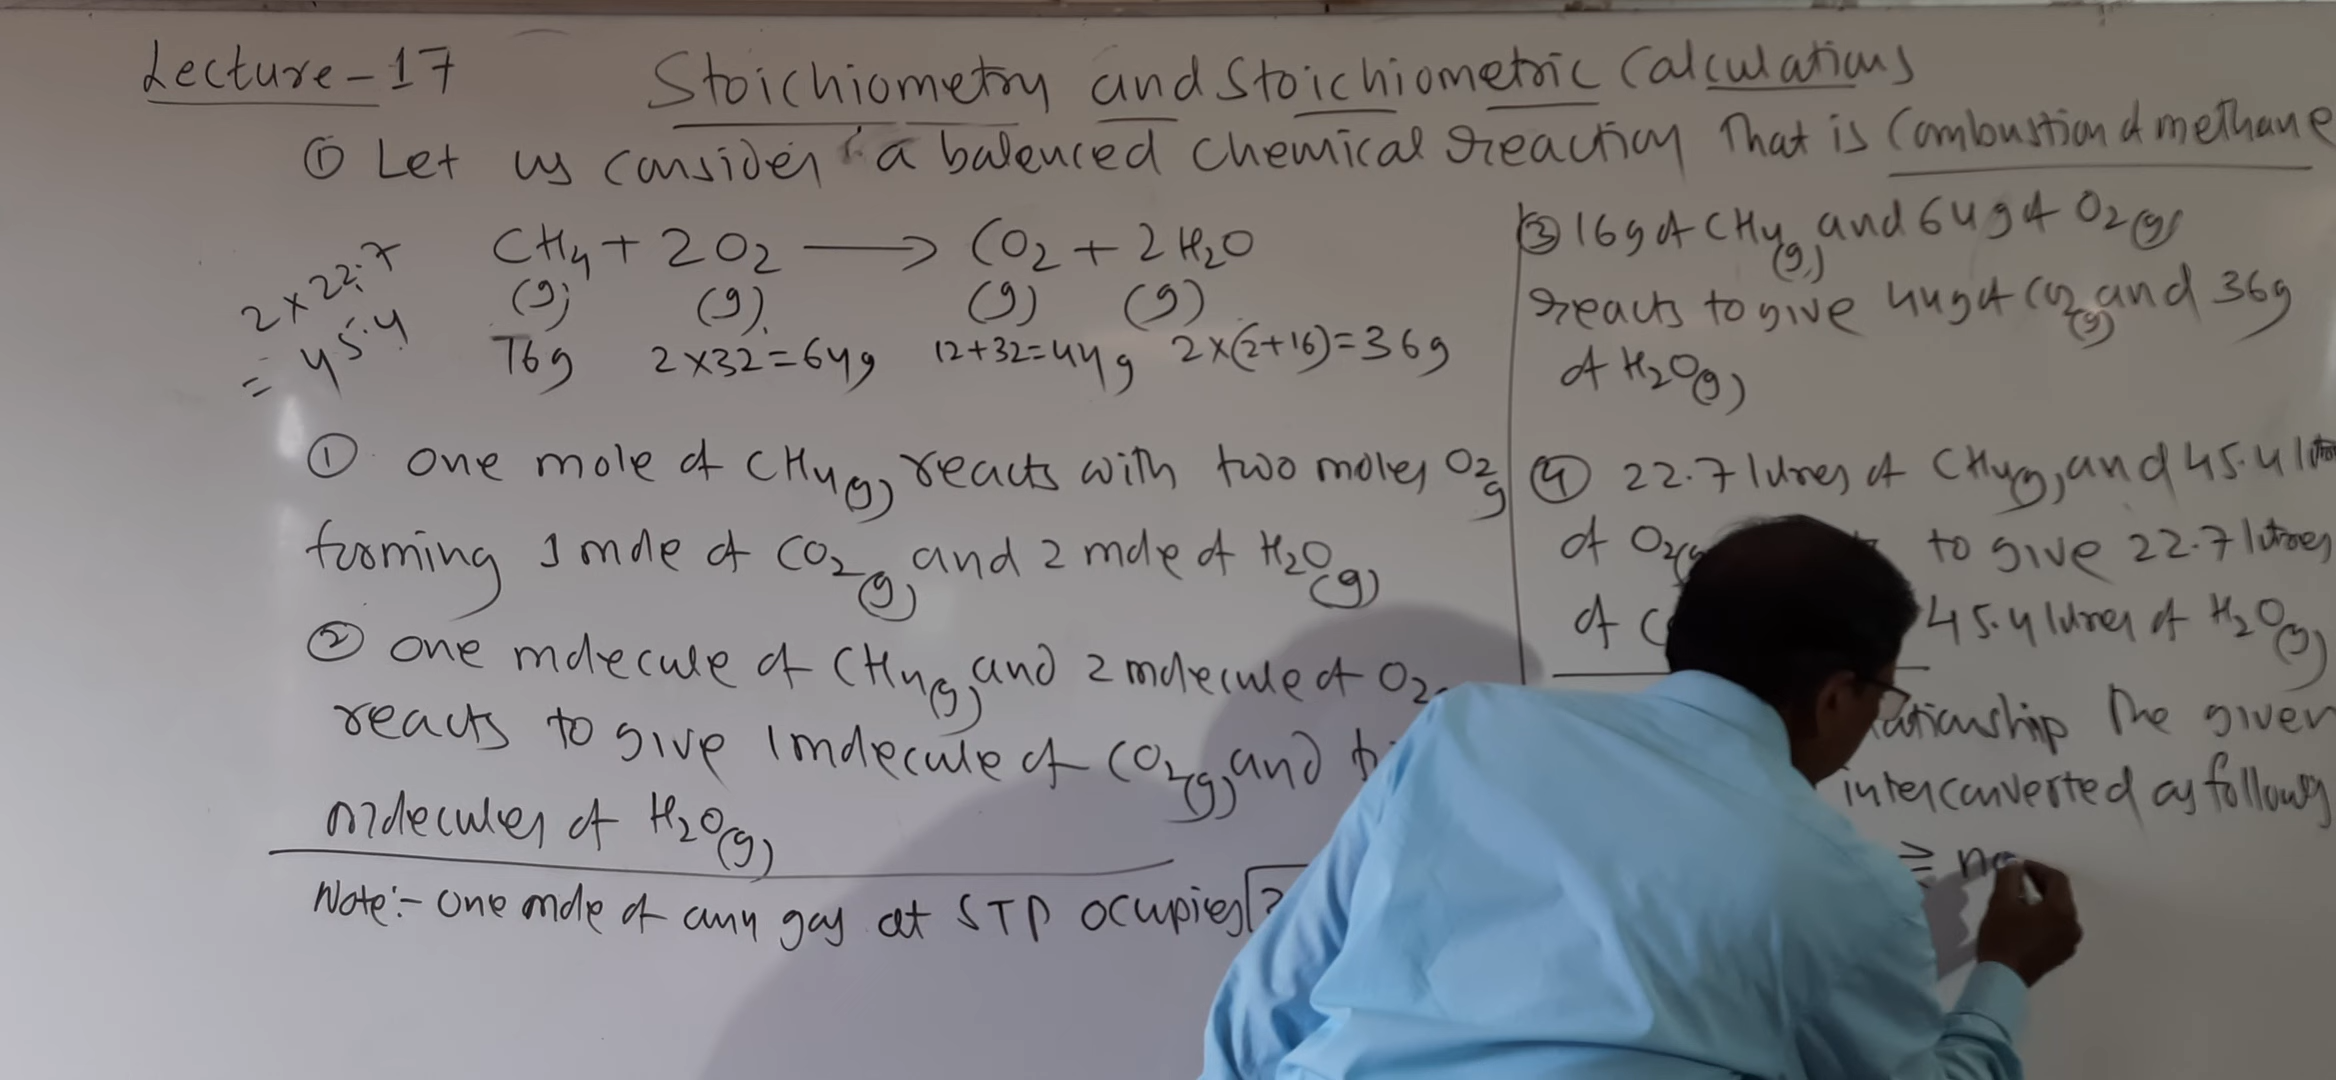 Lecture-17
Stoichiometry and Stoichiometric Calculations
① Let us consider a balenced chemical reaction That is Combustion of methane
2 × 22.7
= 45.4
CH4 + 2O2 ⟶ CO2 + 2H2O
(g) (g) (g) (g)
16g 2×32=64g 12+32=44g 2×(2+16)=36g
① one mole of CH4(g) reacts with two moles O2 g
forming 1 mole of CO2(g) and 2 mole of H2O(g)
② one molecule of CH4(g) and 2 molecule of O2
reacts to give 1 molecule of CO2(g) and
molecules of H2O(g)
Note:- One mole of any gas at STP ocupies
③ 16g of CH4(g) and 64g of O2(g)
reacts to give 44g of CO2(g) and 36g
of H2O(g)
④ 22.7 litres of CH4(g) and 45.4
of O2(g to give 22.7 litres
of C 45.4 litres of H2O(g)
ationship The given
interconverted as follows
⇌